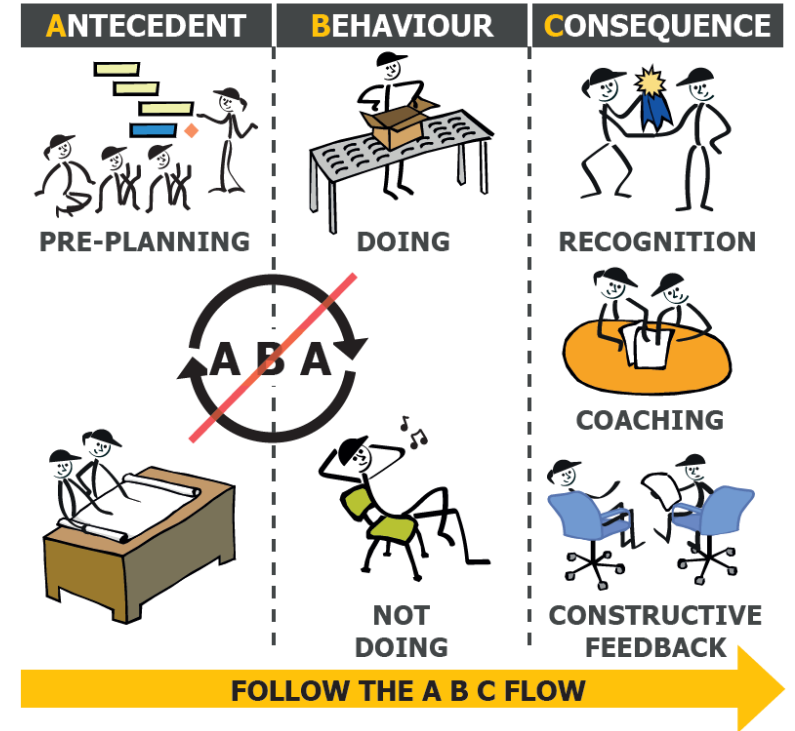 ANTECEDENT
BEHAVIOUR
CONSEQUENCE
PRE-PLANNING
DOING
RECOGNITION
A B A
COACHING
NOT
DOING
CONSTRUCTIVE
FEEDBACK
FOLLOW THE A B C FLOW